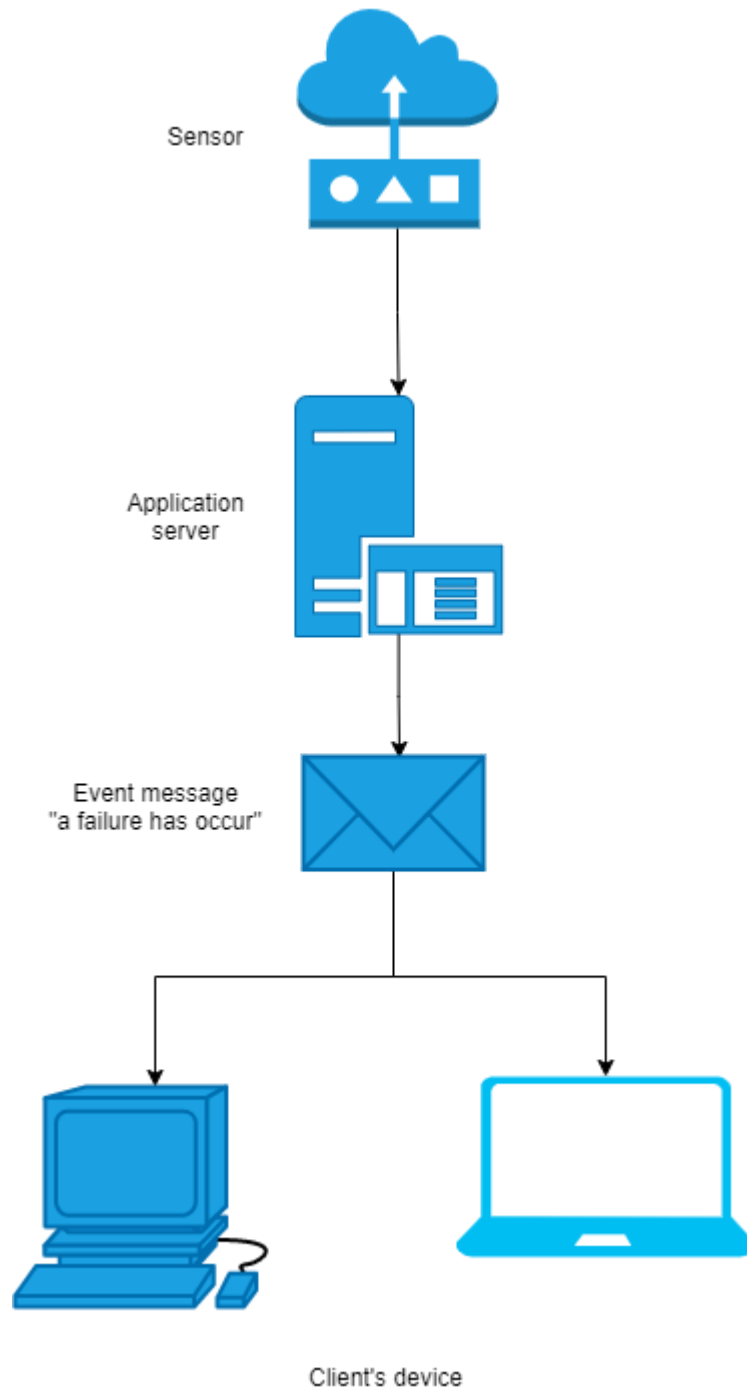 Sensor
Application
server
Event message
"a failure has occur"
Client's device